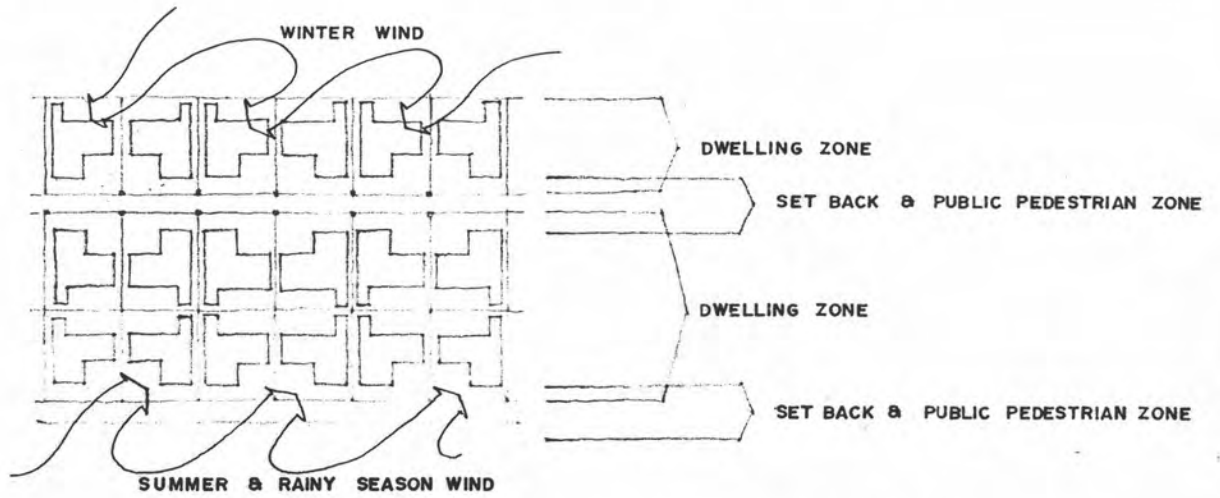 WINTER WIND
DWELLING ZONE
SET BACK & PUBLIC PEDESTRIAN ZONE
DWELLING ZONE
SET BACK & PUBLIC PEDESTRIAN ZONE
SUMMER & RAINY SEASON WIND